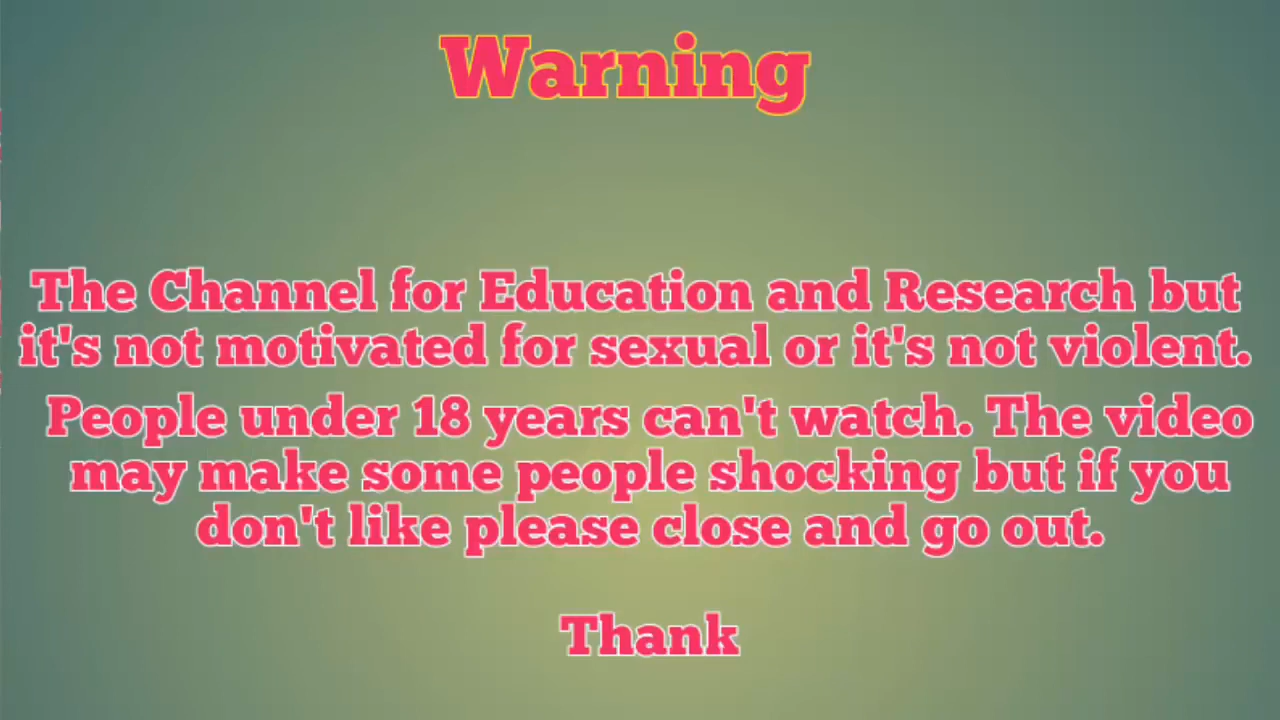 Warning
The Channel for Education and Research but
it's not motivated for sexual or it's not violent.
People under 18 years can't watch. The video
may make some people shocking but if you
don't like please close and go out.
Thank